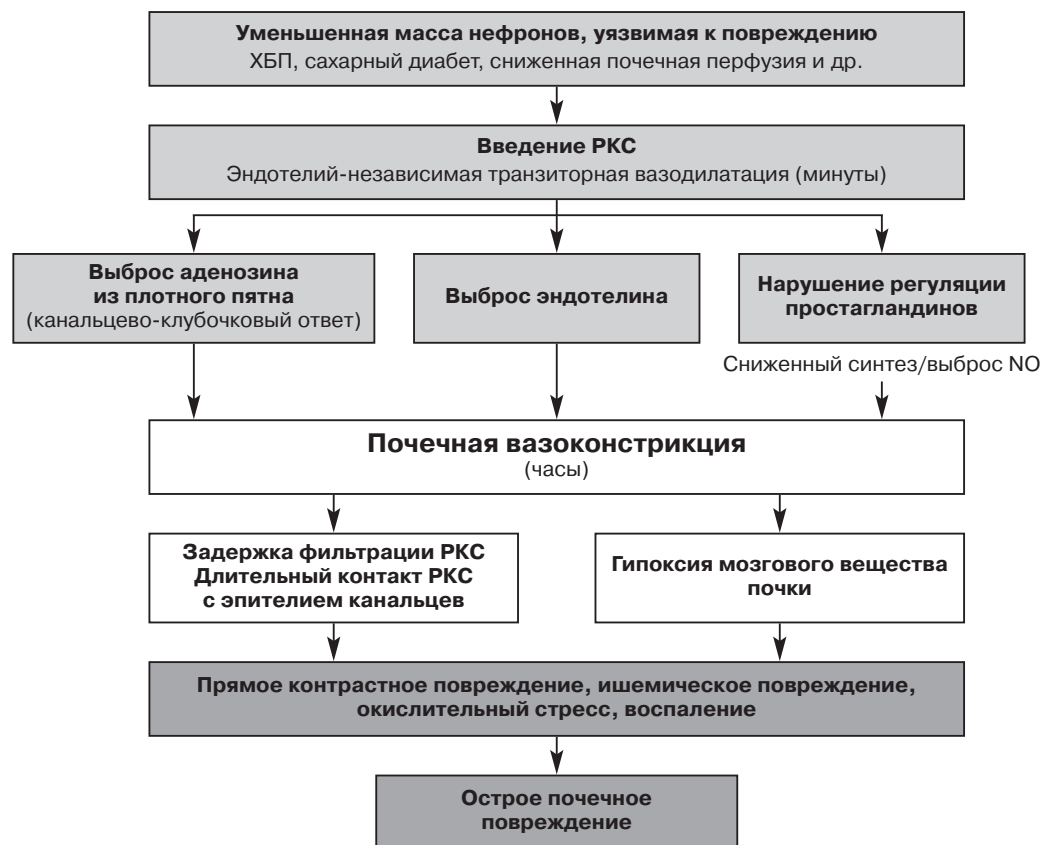 Уменьшенная масса нефронов, уязвимая к повреждению
ХБП, сахарный диабет, сниженная почечная перфузия и др.
Введение РКС
Эндотелий-независимая транзиторная вазодилатация (минуты)
Выброс аденозина
из плотного пятна
(канальцево-клубочковый ответ)
Выброс эндотелина
Нарушение регуляции
простагландинов
Сниженный синтез/выброс NO
Почечная вазоконстрикция
(часы)
Задержка фильтрации РКС
Длительный контакт РКС
с эпителием канальцев
Гипоксия мозгового вещества
почки
Прямое контрастное повреждение, ишемическое повреждение,
окислительный стресс, воспаление
Острое почечное
повреждение